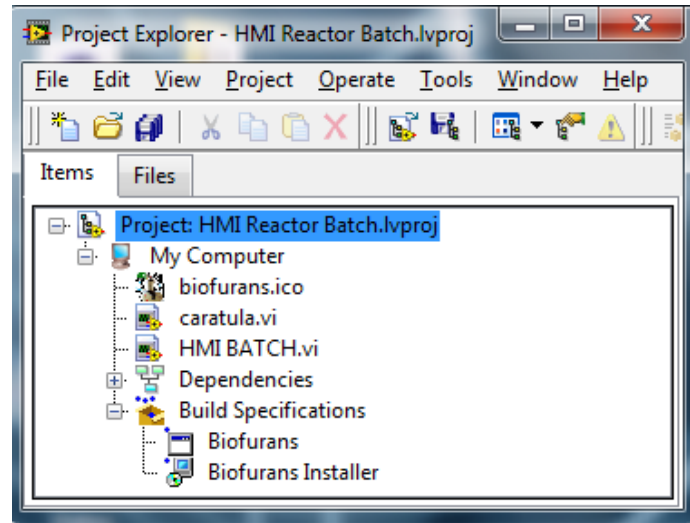 Project Explorer - HMI Reactor Batch.lvproj
File Edit View Project Operate Tools Window Help
Items Files
Project: HMI Reactor Batch.lvproj
My Computer
biofurans.ico
caratula.vi
HMI BATCH.vi
Dependencies
Build Specifications
Biofurans
Biofurans Installer